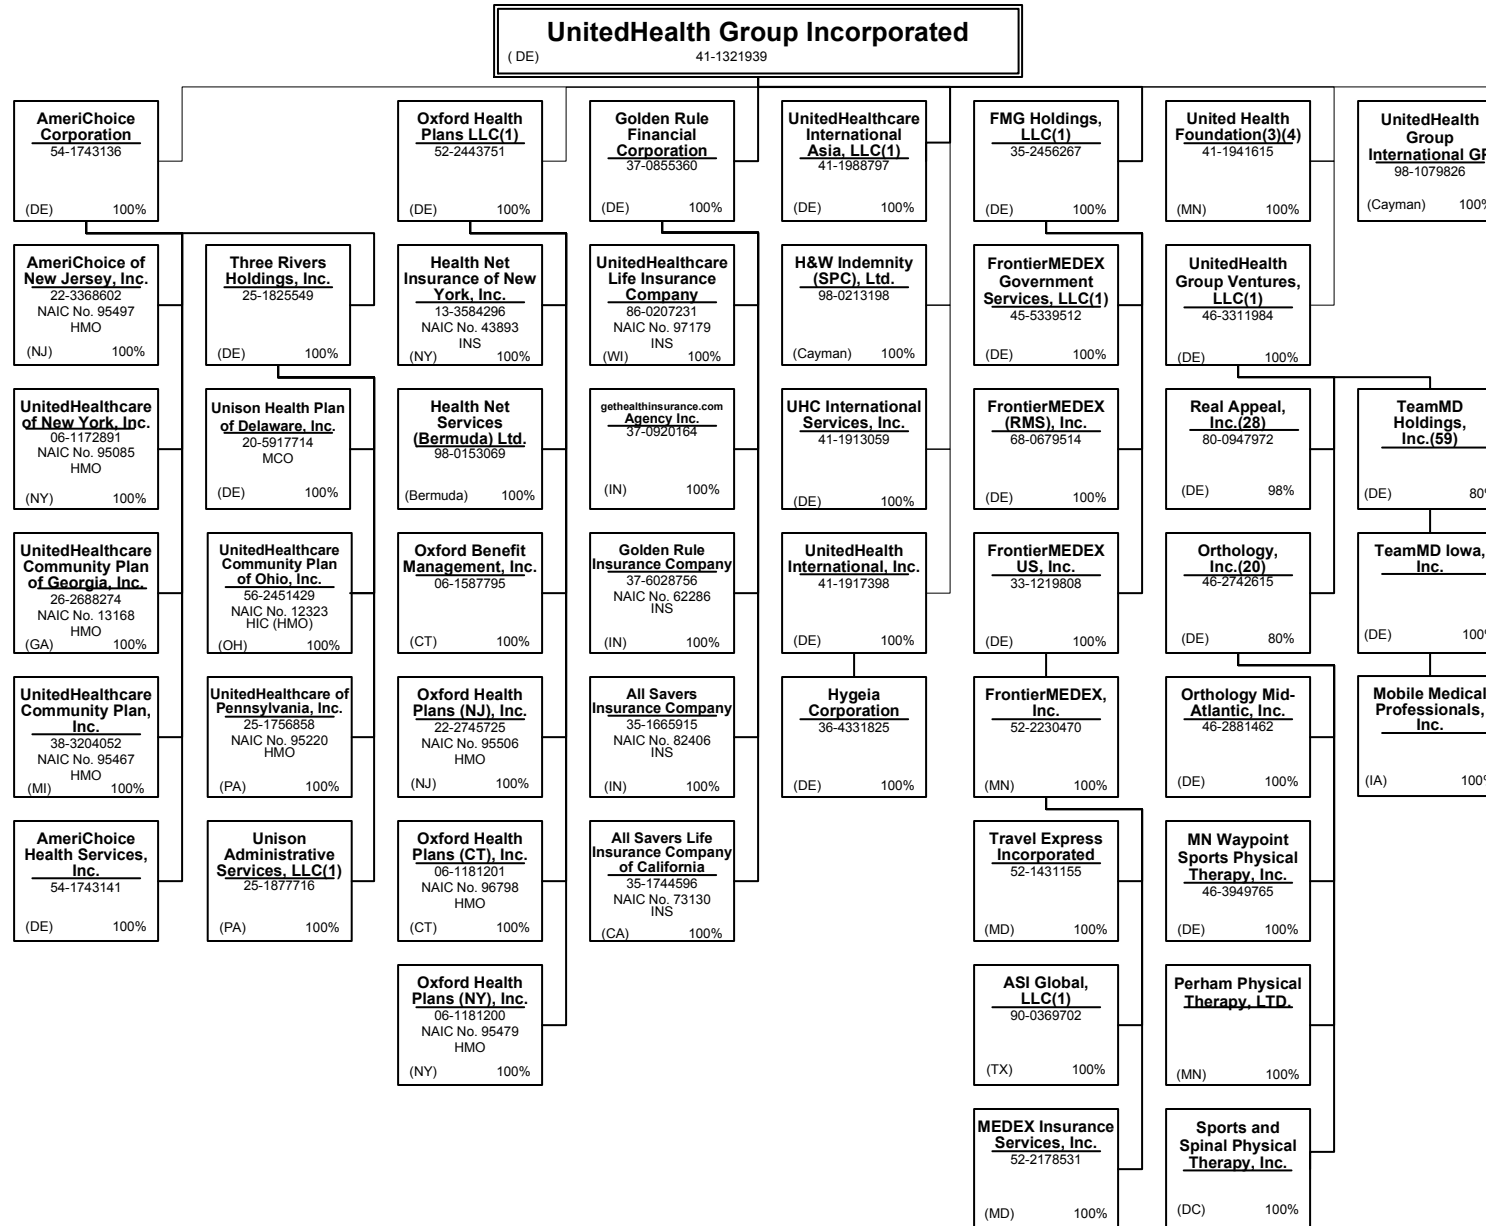 UnitedHealth Group Incorporated
( DE) 41-1321939
AmeriChoice
Corporation
54-1743136
(DE) 100%
Oxford Health
Plans LLC(1)
52-2443751
(DE) 100%
Golden Rule
Financial
Corporation
37-0855360
(DE) 100%
UnitedHealthcare
International
Asia, LLC(1)
41-1988797
(DE) 100%
FMG Holdings,
LLC(1)
35-2456267
(DE) 100%
United Health
Foundation(3)(4)
41-1941615
(MN) 100%
UnitedHealth
Group
International GP
98-1079826
(Cayman) 100%
AmeriChoice of
New Jersey, Inc.
22-3368602
NAIC No. 95497
HMO
(NJ) 100%
Three Rivers
Holdings, Inc.
25-1825549
(DE) 100%
Health Net
Insurance of New
York, Inc.
13-3584296
NAIC No. 43893
INS
(NY) 100%
UnitedHealthcare
Life Insurance
Company
86-0207231
NAIC No. 97179
INS
(WI) 100%
H&W Indemnity
(SPC), Ltd.
98-0213198
(Cayman) 100%
FrontierMEDEX
Government
Services, LLC(1)
45-5339512
(DE) 100%
UnitedHealth
Group Ventures,
LLC(1)
46-3311984
(DE) 100%
UnitedHealthcare
of New York, Inc.
06-1172891
NAIC No. 95085
HMO
(NY) 100%
Unison Health Plan
of Delaware, Inc.
20-5917714
MCO
(DE) 100%
Health Net
Services
(Bermuda) Ltd.
98-0153069
(Bermuda) 100%
gethealthinsurance.com
Agency Inc.
37-0920164
(IN) 100%
UHC International
Services, Inc.
41-1913059
(DE) 100%
FrontierMEDEX
(RMS), Inc.
68-0679514
(DE) 100%
Real Appeal,
Inc.(28)
80-0947972
(DE) 98%
TeamMD
Holdings,
Inc.(59)
(DE) 80%
UnitedHealthcare
Community Plan
of Georgia, Inc.
26-2688274
NAIC No. 13168
HMO
(GA) 100%
UnitedHealthcare
Community Plan
of Ohio, Inc.
56-2451429
NAIC No. 12323
HIC (HMO)
(OH) 100%
Oxford Benefit
Management, Inc.
06-1587795
(CT) 100%
Golden Rule
Insurance Company
37-6028756
NAIC No. 62286
INS
(IN) 100%
UnitedHealth
International, Inc.
41-1917398
(DE) 100%
FrontierMEDEX
US, Inc.
33-1219808
(DE) 100%
Orthology,
Inc.(20)
46-2742615
(DE) 80%
TeamMD Iowa,
Inc.
(DE) 100%
UnitedHealthcare
Community Plan,
Inc.
38-3204052
NAIC No. 95467
HMO
(MI) 100%
UnitedHealthcare of
Pennsylvania, Inc.
25-1756858
NAIC No. 95220
HMO
(PA) 100%
Oxford Health
Plans (NJ), Inc.
22-2745725
NAIC No. 95506
HMO
(NJ) 100%
All Savers
Insurance Company
35-1665915
NAIC No. 82406
INS
(IN) 100%
Hygeia
Corporation
36-4331825
(DE) 100%
FrontierMEDEX,
Inc.
52-2230470
(MN) 100%
Orthology Mid-
Atlantic, Inc.
46-2881462
(DE) 100%
Mobile Medical
Professionals,
Inc.
(IA) 100%
AmeriChoice
Health Services,
Inc.
54-1743141
(DE) 100%
Unison
Administrative
Services, LLC(1)
25-1877716
(PA) 100%
Oxford Health
Plans (CT), Inc.
06-1181201
NAIC No. 96798
HMO
(CT) 100%
All Savers Life
Insurance Company
of California
35-1744596
NAIC No. 73130
INS
(CA) 100%
Travel Express
Incorporated
52-1431155
(MD) 100%
MN Waypoint
Sports Physical
Therapy, Inc.
46-3949765
(DE) 100%
Oxford Health
Plans (NY), Inc.
06-1181200
NAIC No. 95479
HMO
(NY) 100%
ASI Global,
LLC(1)
90-0369702
(TX) 100%
Perham Physical
Therapy, LTD.
(MN) 100%
MEDEX Insurance
Services, Inc.
52-2178531
(MD) 100%
Sports and
Spinal Physical
Therapy, Inc.
(DC) 100%